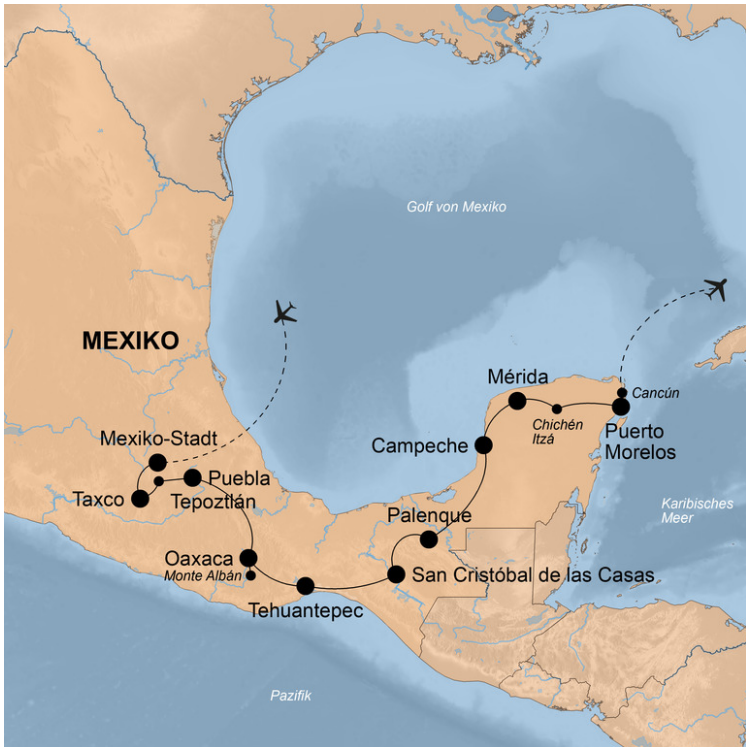 Golf von Mexiko
MEXIKO
Mérida
Cancún
Chichén
Itzá
Puerto
Morelos
Mexiko-Stadt
Campeche
Puebla
Taxco
Tepoztlán
Karibisches
Meer
Palenque
Oaxaca
Monte Albán
San Cristóbal de las Casas
Tehuantepec
Pazifik